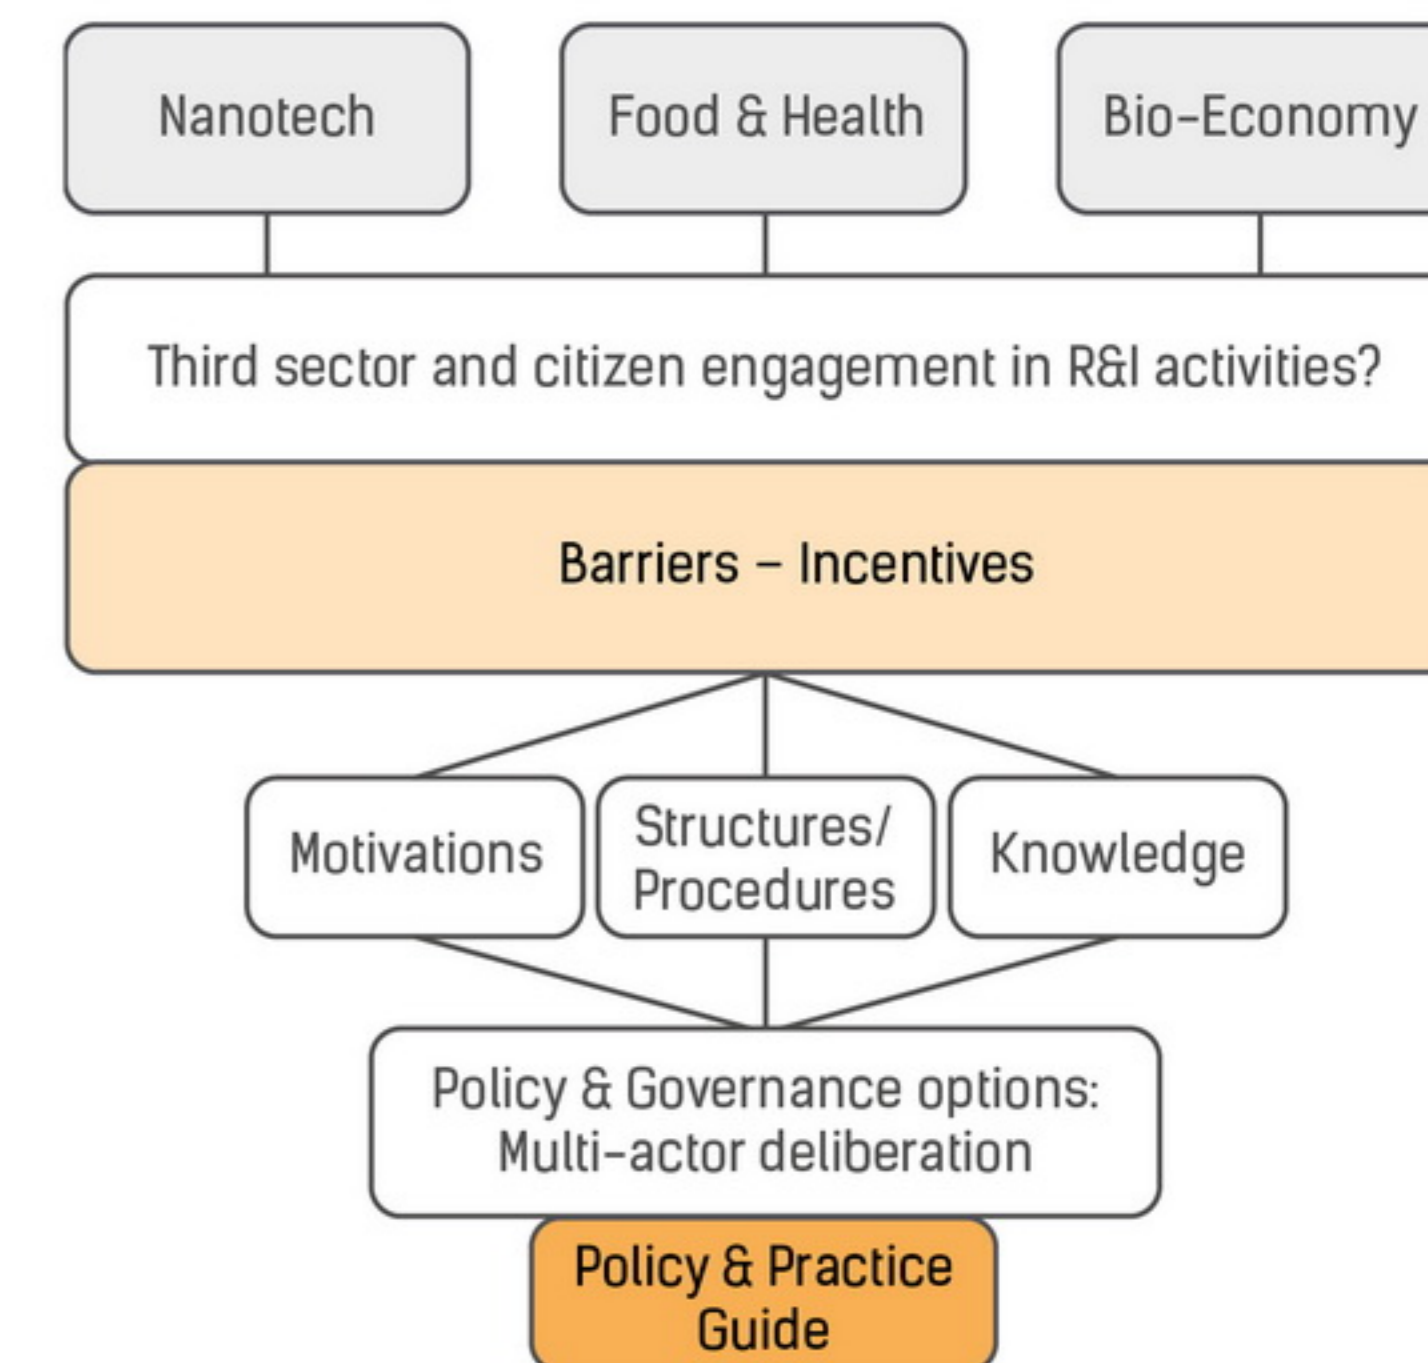 Nanotech
Food & Health
Bio-Economy
Third sector and citizen engagement in R&I activities?
Barriers – Incentives
Motivations
Structures/
Procedures
Knowledge
Policy & Governance options:
Multi-actor deliberation
Policy & Practice
Guide